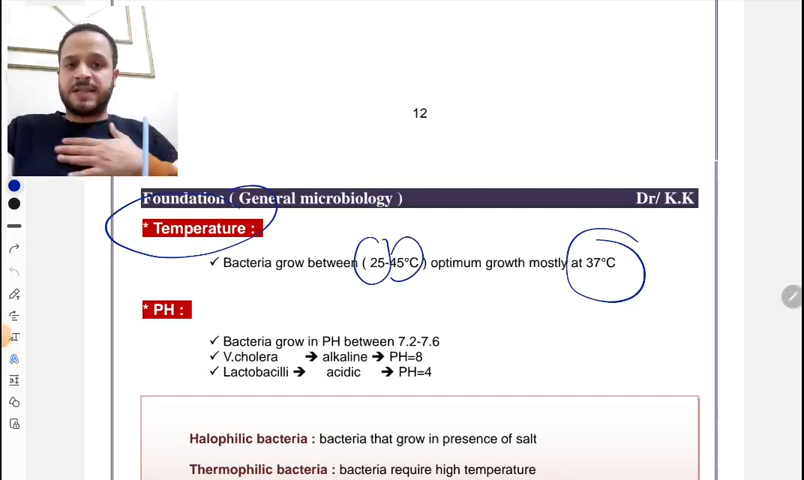 12
Foundation ( General microbiology ) Dr/ K.K
* Temperature :
✓ Bacteria grow between ( 25-45°C ) optimum growth mostly at 37°C
* PH :
✓ Bacteria grow in PH between 7.2-7.6
✓ V.cholera ➔ alkaline ➔ PH=8
✓ Lactobacilli ➔ acidic ➔ PH=4
Halophilic bacteria : bacteria that grow in presence of salt
Thermophilic bacteria : bacteria require high temperature